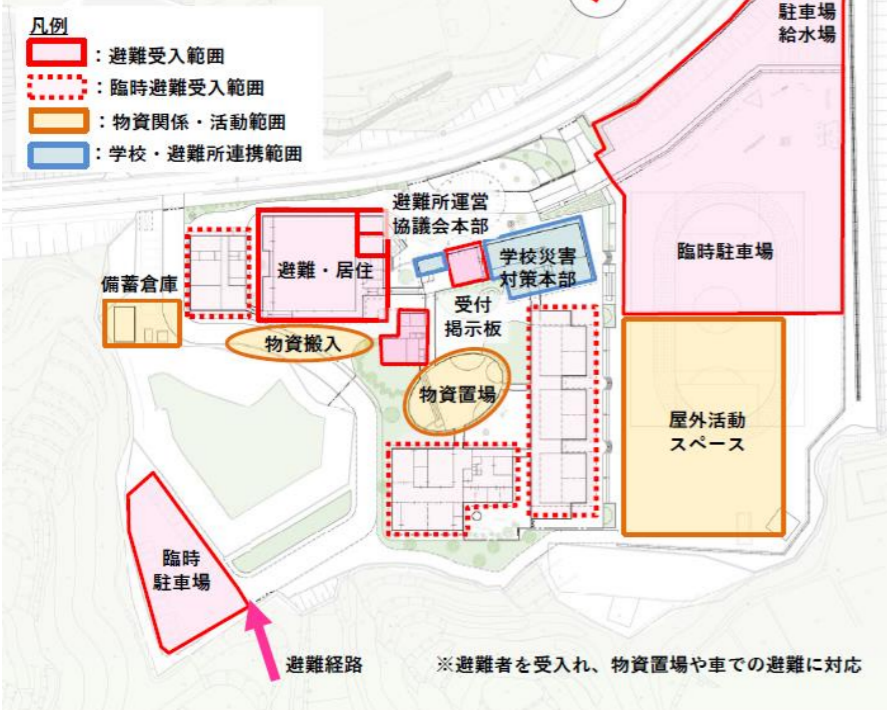 凡例
：避難受入範囲
：臨時避難受入範囲
：物資関係・活動範囲
：学校・避難所連携範囲
駐車場
給水場
避難所運営
協議会本部
学校災害
対策本部
臨時駐車場
避難・居住
備蓄倉庫
受付
掲示板
物資搬入
物資置場
屋外活動
スペース
臨時
駐車場
避難経路
※避難者を受入れ、物資置場や車での避難に対応